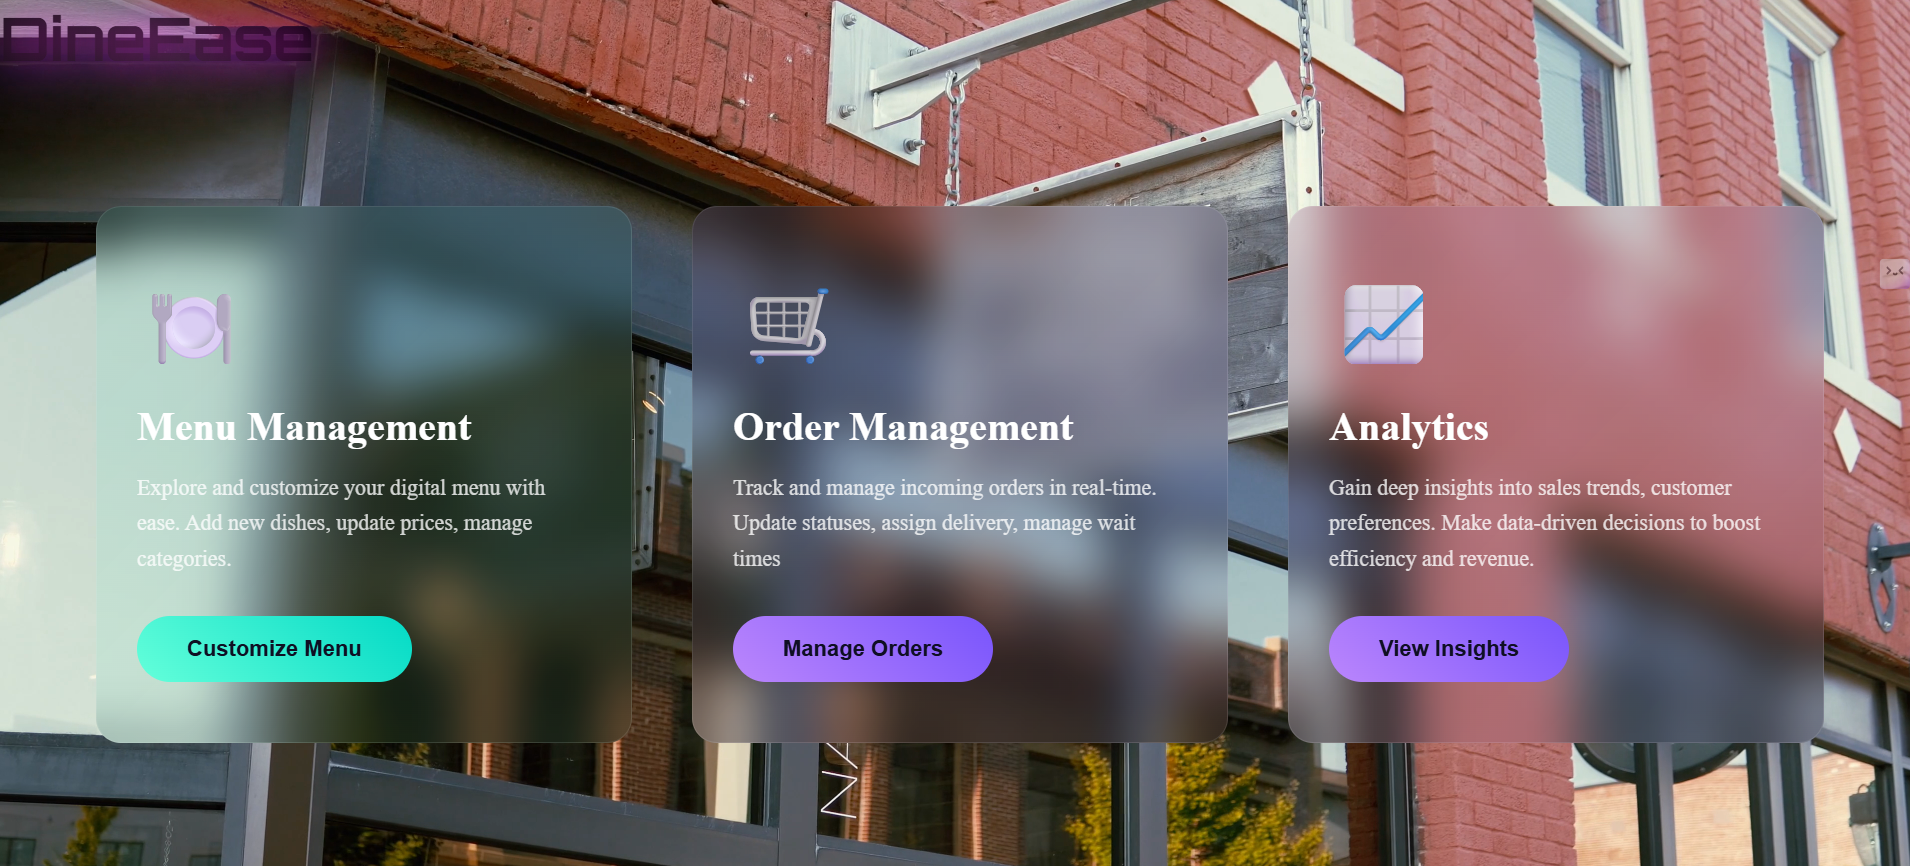 DineEase
Menu Management
Explore and customize your digital menu with
ease. Add new dishes, update prices, manage
categories.
Customize Menu
Order Management
Track and manage incoming orders in real-time.
Update statuses, assign delivery, manage wait
times
Manage Orders
Analytics
Gain deep insights into sales trends, customer
preferences. Make data-driven decisions to boost
efficiency and revenue.
View Insights